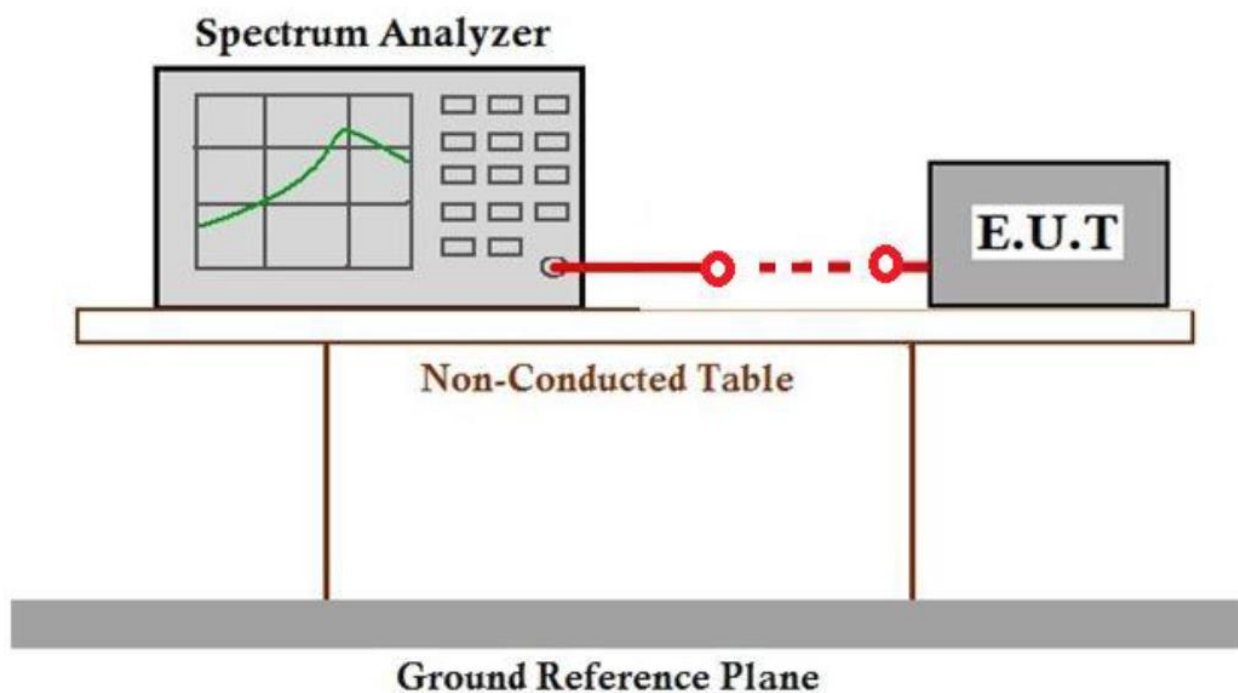 Spectrum Analyzer
E.U.T
Non-Conducted Table
Ground Reference Plane